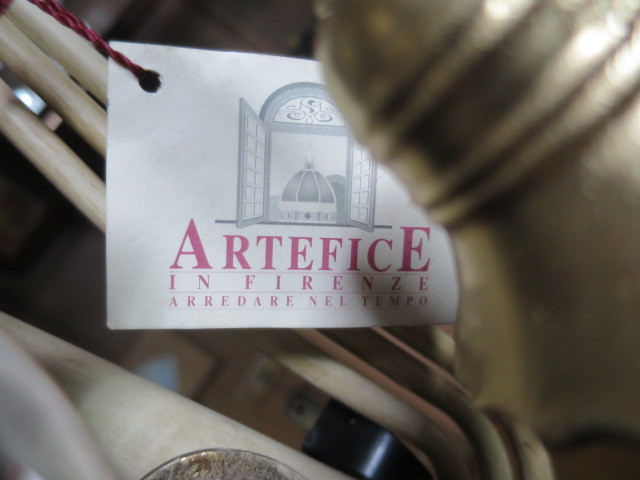 ARTEFICE
IN FIRENZE
ARREDARE NEL TEMPO